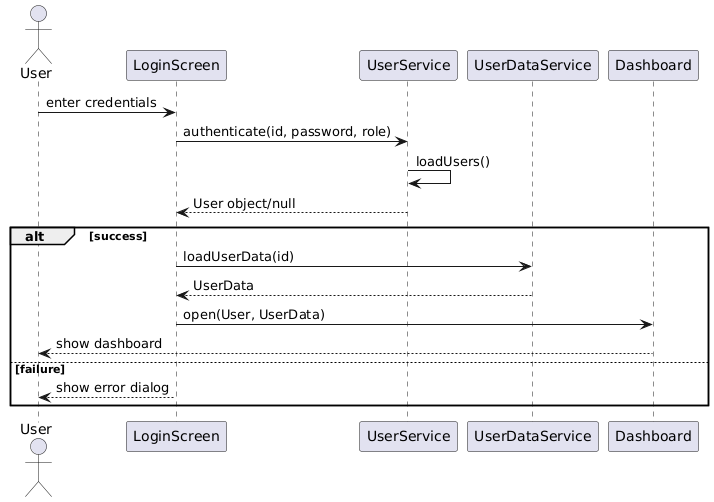 User
LoginScreen
UserService
UserDataService
Dashboard
enter credentials
authenticate(id, password, role)
loadUsers()
User object/null
alt
[success]
loadUserData(id)
UserData
open(User, UserData)
show dashboard
[failure]
show error dialog
User
LoginScreen
UserService
UserDataService
Dashboard